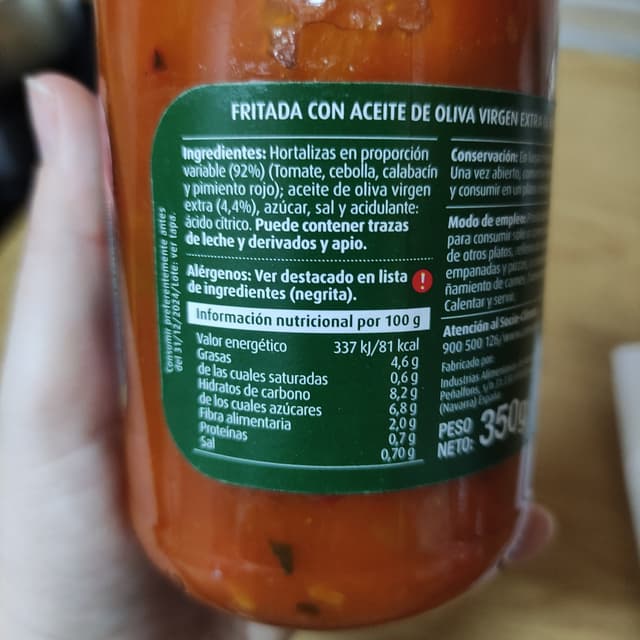 FRITADA CON ACEITE DE OLIVA VIRGEN EXTRA
Ingredientes: Hortalizas en proporción
variable (92%) (Tomate, cebolla, calabacín
y pimiento rojo); aceite de oliva virgen
extra (4,4%), azúcar, sal y acidulante:
ácido cítrico. Puede contener trazas
de leche y derivados y apio.
Alérgenos: Ver destacado en lista
de ingredientes (negrita).
!
Información nutricional por 100 g
Valor energético 337 kJ/81 kcal
Grasas 4,6 g
de las cuales saturadas 0,6 g
Hidratos de carbono 8,2 g
de los cuales azúcares 6,8 g
Fibra alimentaria 2,0 g
Proteínas 0,7 g
Sal 0,70 g
Consumir preferentemente antes
del 31/12/2024/Lote: ver tapa.
Conservación: En
Una vez abierto,
y consumir en un
Modo de empleo:
para consumir
de otros platos,
empanadas y
ñamiento de
Calentar y servir.
Atención al
900 500 126/
Fabricado por:
Industrias
Peñalfons, s/n
(Navarra) España
PESO
NETO: 350g